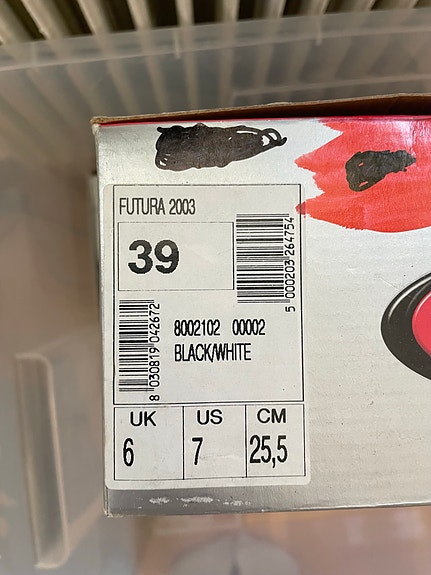 FUTURA 2003
39
5 000203 264754
8 030819 042672
8002102 00002
BLACK/WHITE
UK US CM
6 7 25,5